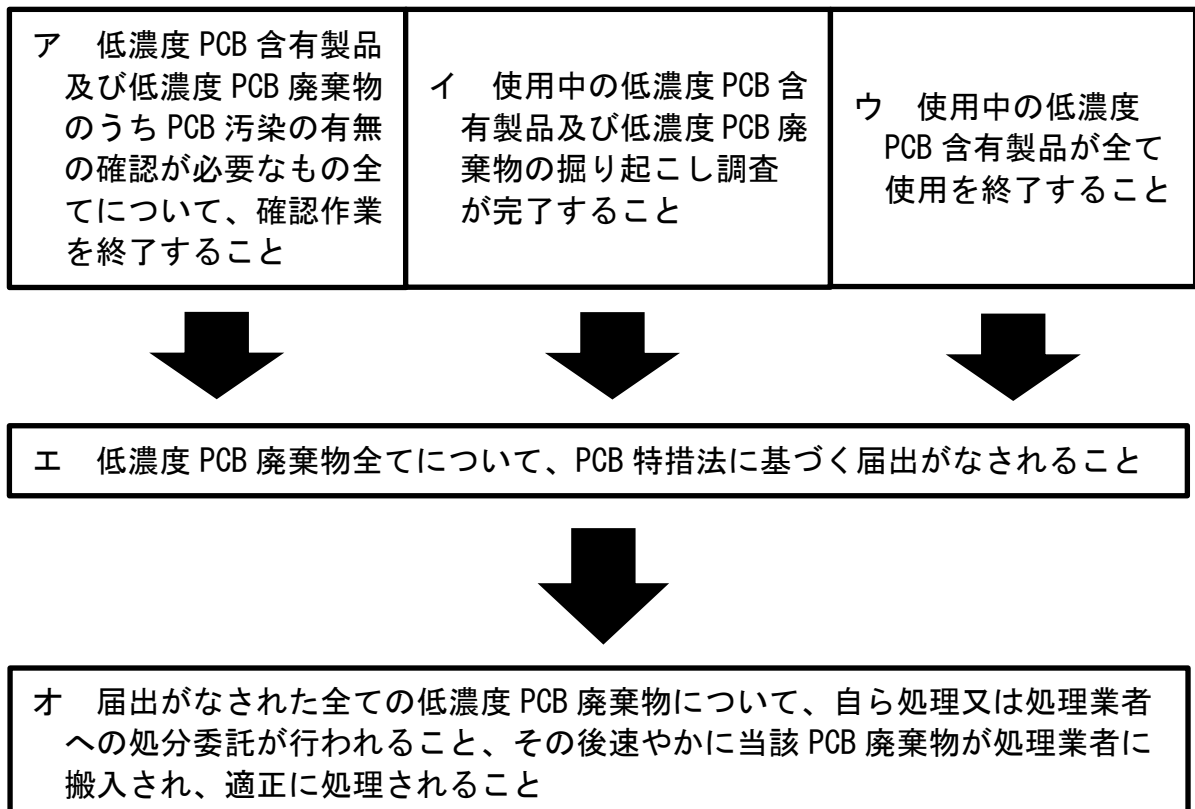 ア　低濃度 PCB 含有製品
及び低濃度 PCB 廃棄物
のうち PCB 汚染の有無
の確認が必要なもの全
てについて、確認作業
を終了すること
イ　使用中の低濃度 PCB 含
有製品及び低濃度 PCB 廃
棄物の掘り起こし調査
が完了すること
ウ　使用中の低濃度
PCB 含有製品が全て
使用を終了すること
エ　低濃度 PCB 廃棄物全てについて、PCB 特措法に基づく届出がなされること
オ　届出がなされた全ての低濃度 PCB 廃棄物について、自ら処理又は処理業者
への処分委託が行われること、その後速やかに当該 PCB 廃棄物が処理業者に
搬入され、適正に処理されること